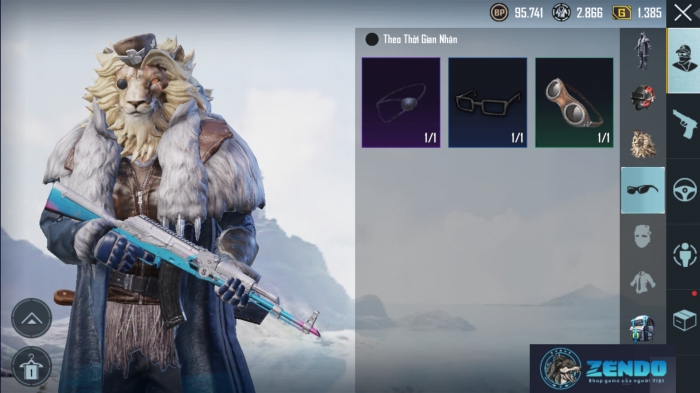 BP 95.741 2.866 G 1.385
Theo Thời Gian Nhận
1/1 1/1 1/1
ZENDO
Shop game của người Việt